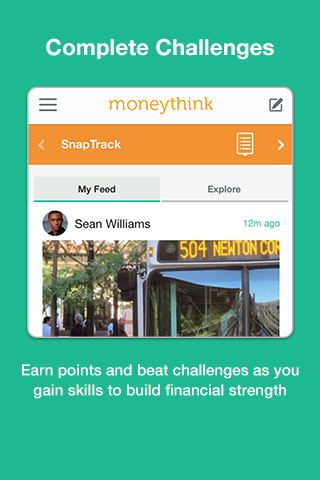 Complete Challenges
moneythink
SnapTrack
My Feed
Explore
Sean Williams
12m ago
504 NEWTON COR
Earn points and beat challenges as you
gain skills to build financial strength